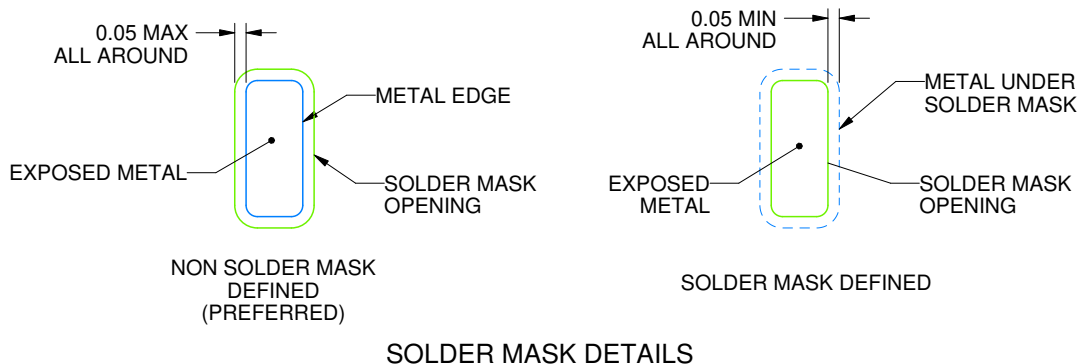 0.05 MAX
ALL AROUND
METAL EDGE
EXPOSED METAL
SOLDER MASK
OPENING
NON SOLDER MASK
DEFINED
(PREFERRED)
0.05 MIN
ALL AROUND
METAL UNDER
SOLDER MASK
EXPOSED
METAL
SOLDER MASK
OPENING
SOLDER MASK DEFINED
SOLDER MASK DETAILS